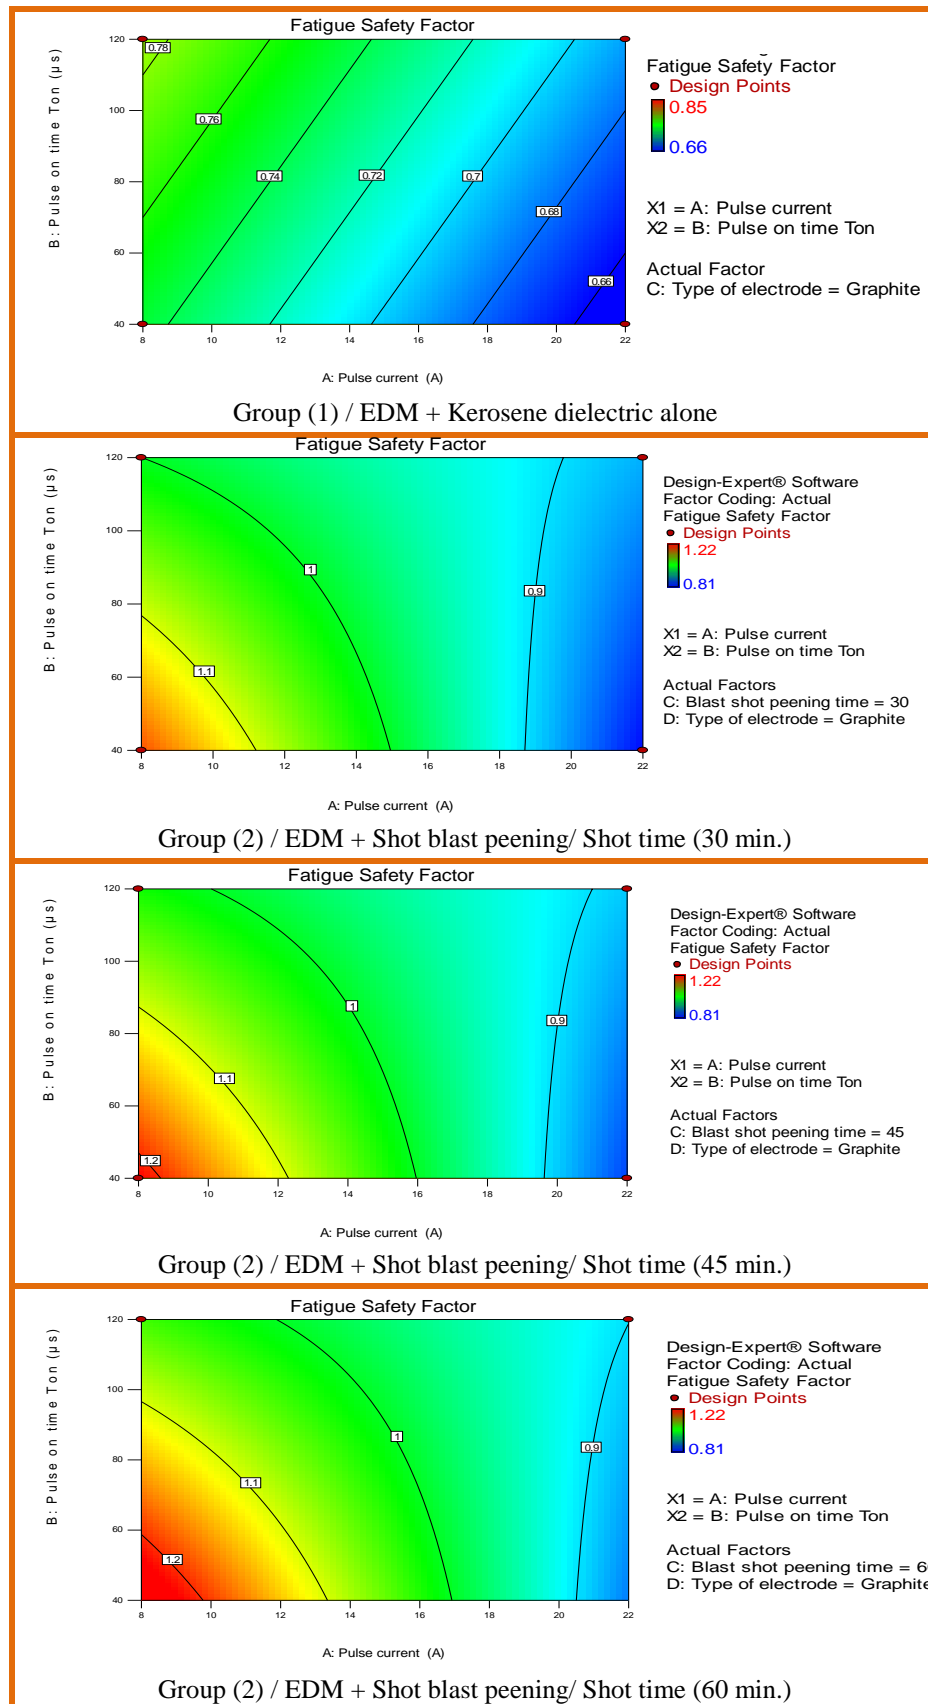 Fatigue Safety Factor
B: Pulse on time Ton (µs)
120
100
80
60
40
0.78
0.76
0.74
0.72
0.7
0.68
0.66
8 10 12 14 16 18 20 22
A: Pulse current (A)
Fatigue Safety Factor
Design Points
0.85
0.66
X1 = A: Pulse current
X2 = B: Pulse on time Ton
Actual Factor
C: Type of electrode = Graphite
Group (1) / EDM + Kerosene dielectric alone
Fatigue Safety Factor
B: Pulse on time Ton (µs)
120
100
80
60
40
1.1
1
0.9
8 10 12 14 16 18 20 22
A: Pulse current (A)
Design-Expert® Software
Factor Coding: Actual
Fatigue Safety Factor
Design Points
1.22
0.81
X1 = A: Pulse current
X2 = B: Pulse on time Ton
Actual Factors
C: Blast shot peening time = 30
D: Type of electrode = Graphite
Group (2) / EDM + Shot blast peening/ Shot time (30 min.)
Fatigue Safety Factor
B: Pulse on time Ton (µs)
120
100
80
60
40
1.2
1.1
1
0.9
8 10 12 14 16 18 20 22
A: Pulse current (A)
Design-Expert® Software
Factor Coding: Actual
Fatigue Safety Factor
Design Points
1.22
0.81
X1 = A: Pulse current
X2 = B: Pulse on time Ton
Actual Factors
C: Blast shot peening time = 45
D: Type of electrode = Graphite
Group (2) / EDM + Shot blast peening/ Shot time (45 min.)
Fatigue Safety Factor
B: Pulse on time Ton (µs)
120
100
80
60
40
1.2
1.1
1
0.9
8 10 12 14 16 18 20 22
A: Pulse current (A)
Design-Expert® Software
Factor Coding: Actual
Fatigue Safety Factor
Design Points
1.22
0.81
X1 = A: Pulse current
X2 = B: Pulse on time Ton
Actual Factors
C: Blast shot peening time = 6
D: Type of electrode = Graphite
Group (2) / EDM + Shot blast peening/ Shot time (60 min.)